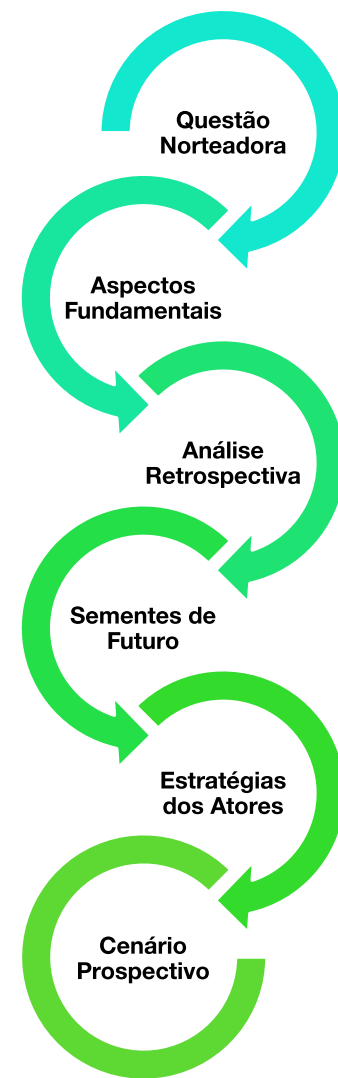 Questão
Norteadora
Aspectos
Fundamentais
Análise
Retrospectiva
Sementes de
Futuro
Estratégias
dos Atores
Cenário
Prospectivo